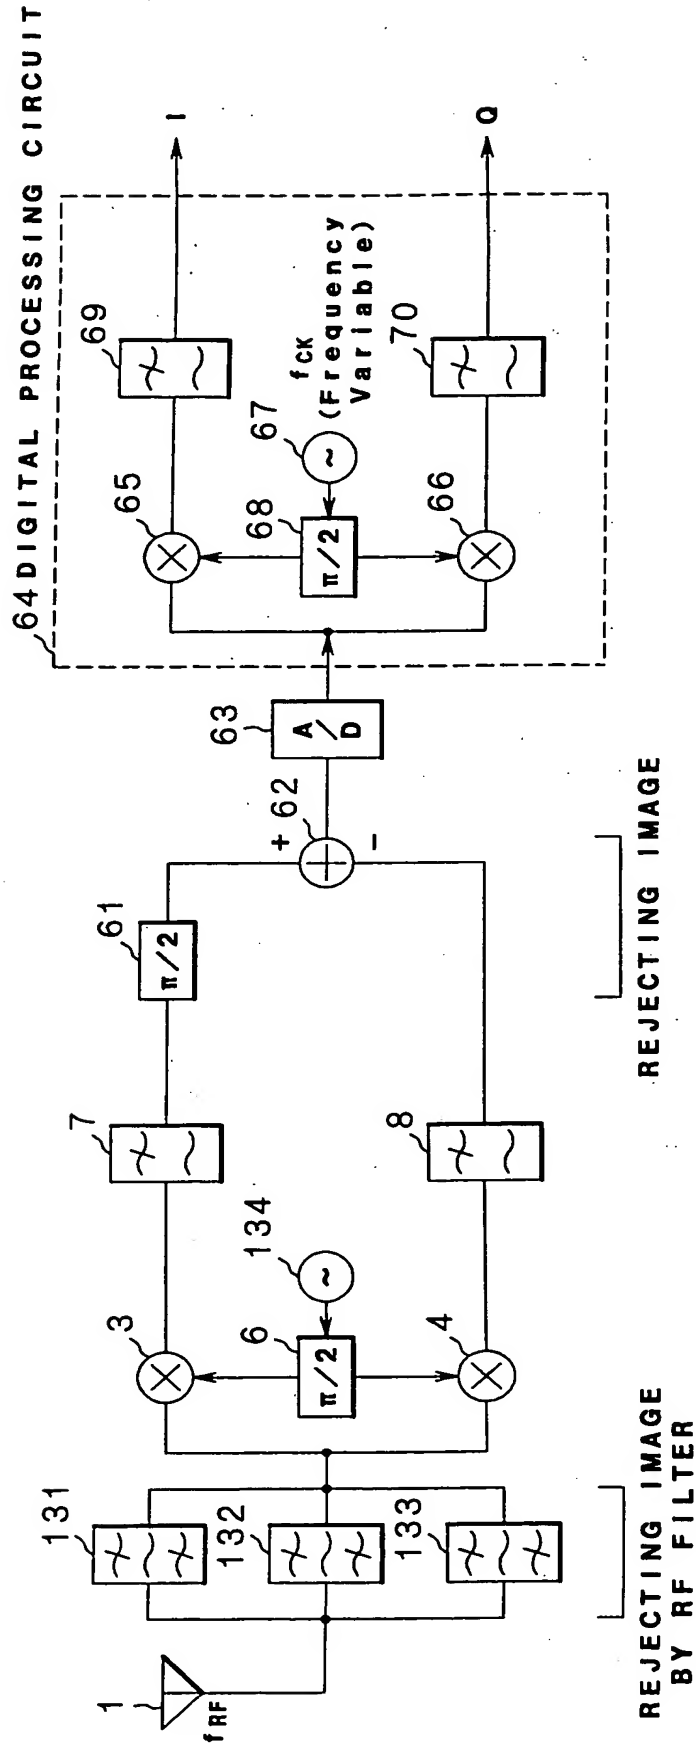 64 DIGITAL PROCESSING CIRCUIT
1
fRF
131
132
133
REJECTING IMAGE
BY RF FILTER
3
6
π/2
134
~
4
7
8
61
π/2
+
62
-
REJECTING IMAGE
63
A/D
65
68
π/2
67
~
fCK
(Frequency
Variable)
66
69
70
I
Q